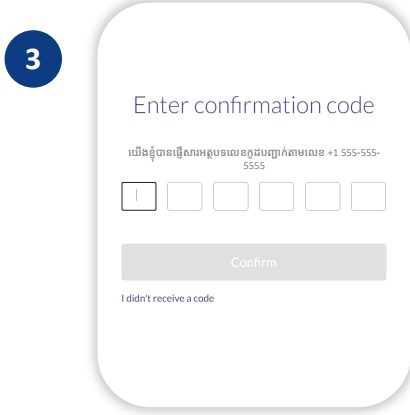 3
Enter confirmation code
យើងខ្ញុំបានផ្ញើសារអត្ថបទលេខកូដបញ្ជាក់តាមលេខ +1 555-555-
5555
Confirm
I didn't receive a code